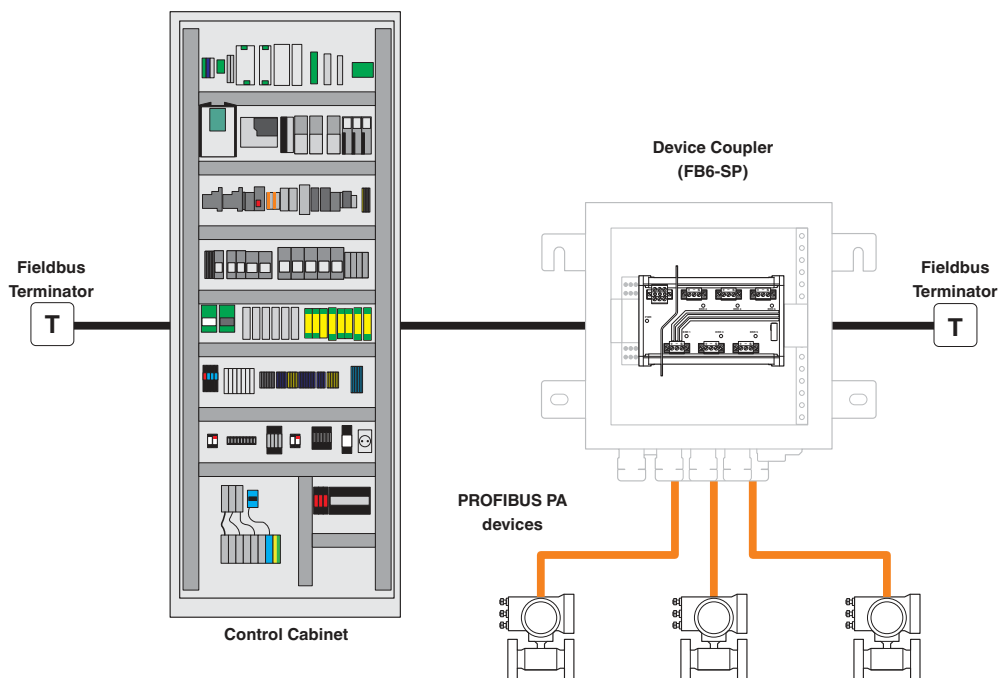 Device Coupler
(FB6-SP)
Fieldbus
Terminator
T
Fieldbus
Terminator
T
PROFIBUS PA
devices
Control Cabinet